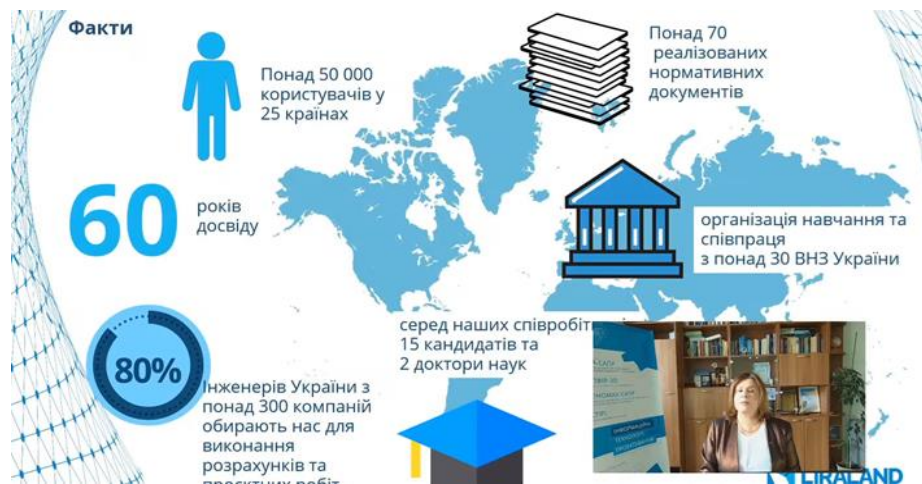 Факти
Понад 50 000
користувачів у
25 країнах
Понад 70
реалізованих
нормативних
документів
60
років
досвіду
організація навчання та
співпраця
з понад 30 ВНЗ України
80%
Інженерів України з
понад 300 компаній
обирають нас для
виконання
розрахунків та
проєктних робіт
серед наших
15 кандидатів та
2 доктори наук
LIRALAND